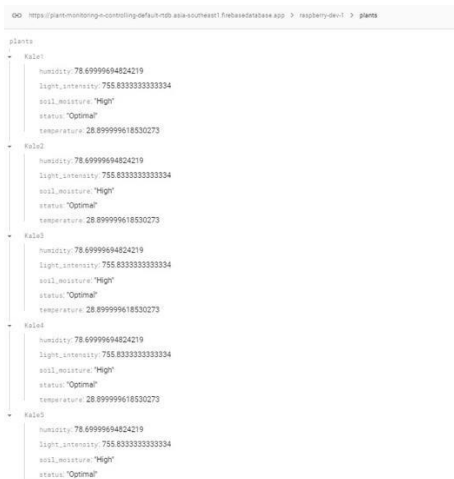 https://plant-monitoring-n-controlling-default-rtdb.asia-southeast1.firebasedatabase.app > raspberry-dev-1 > plants
plants
Kale1
humidity: 78.69999694824219
light_intensity: 755.8333333333334
soil_moisture: "High"
status: "Optimal"
temperature: 28.899999618530273
Kale2
humidity: 78.69999694824219
light_intensity: 755.8333333333334
soil_moisture: "High"
status: "Optimal"
temperature: 28.899999618530273
Kale3
humidity: 78.69999694824219
light_intensity: 755.8333333333334
soil_moisture: "High"
status: "Optimal"
temperature: 28.899999618530273
Kale4
humidity: 78.69999694824219
light_intensity: 755.8333333333334
soil_moisture: "High"
status: "Optimal"
temperature: 28.899999618530273
Kale5
humidity: 78.69999694824219
light_intensity: 755.8333333333334
soil_moisture: "High"
status: "Optimal"